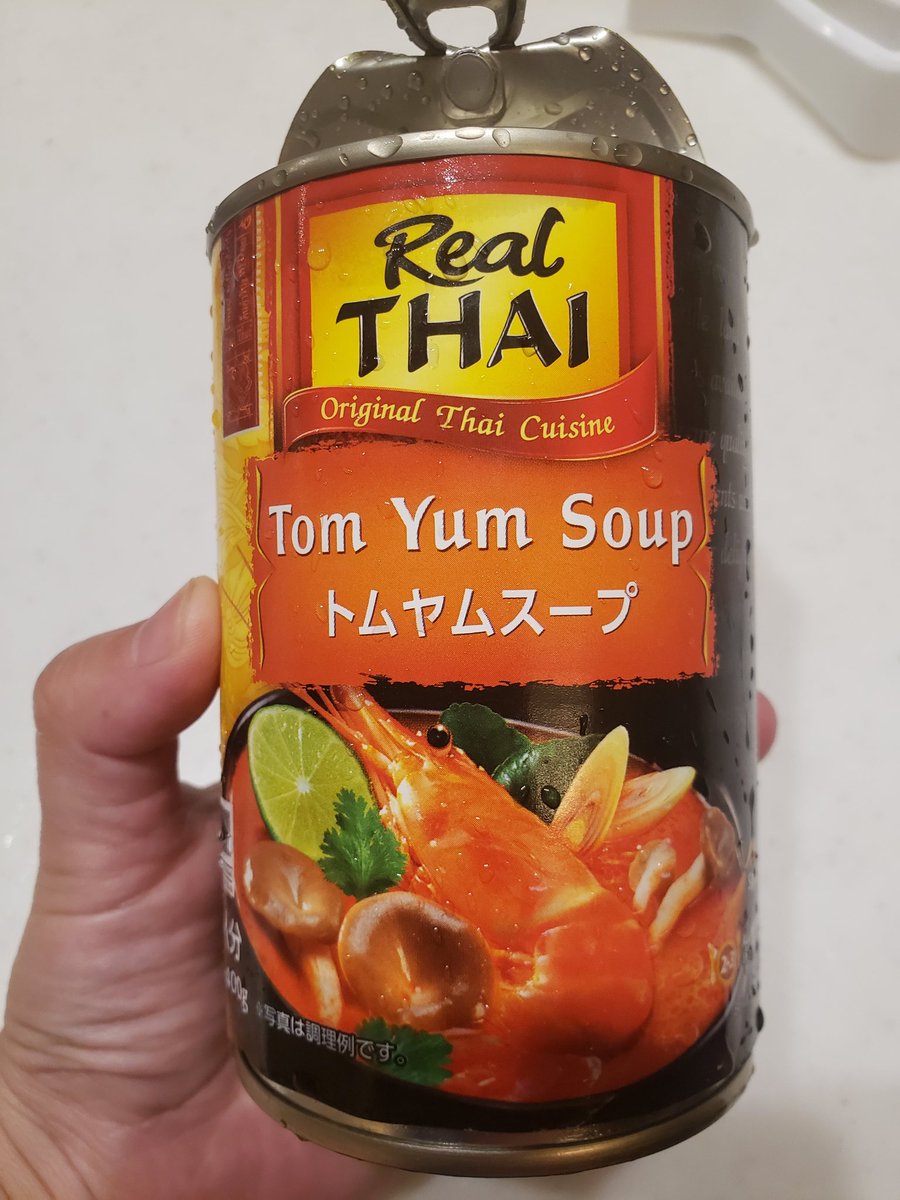 Real
THAI
Original Thai Cuisine
Tom Yum Soup
トムヤムスープ
400g
※写真は調理例です。